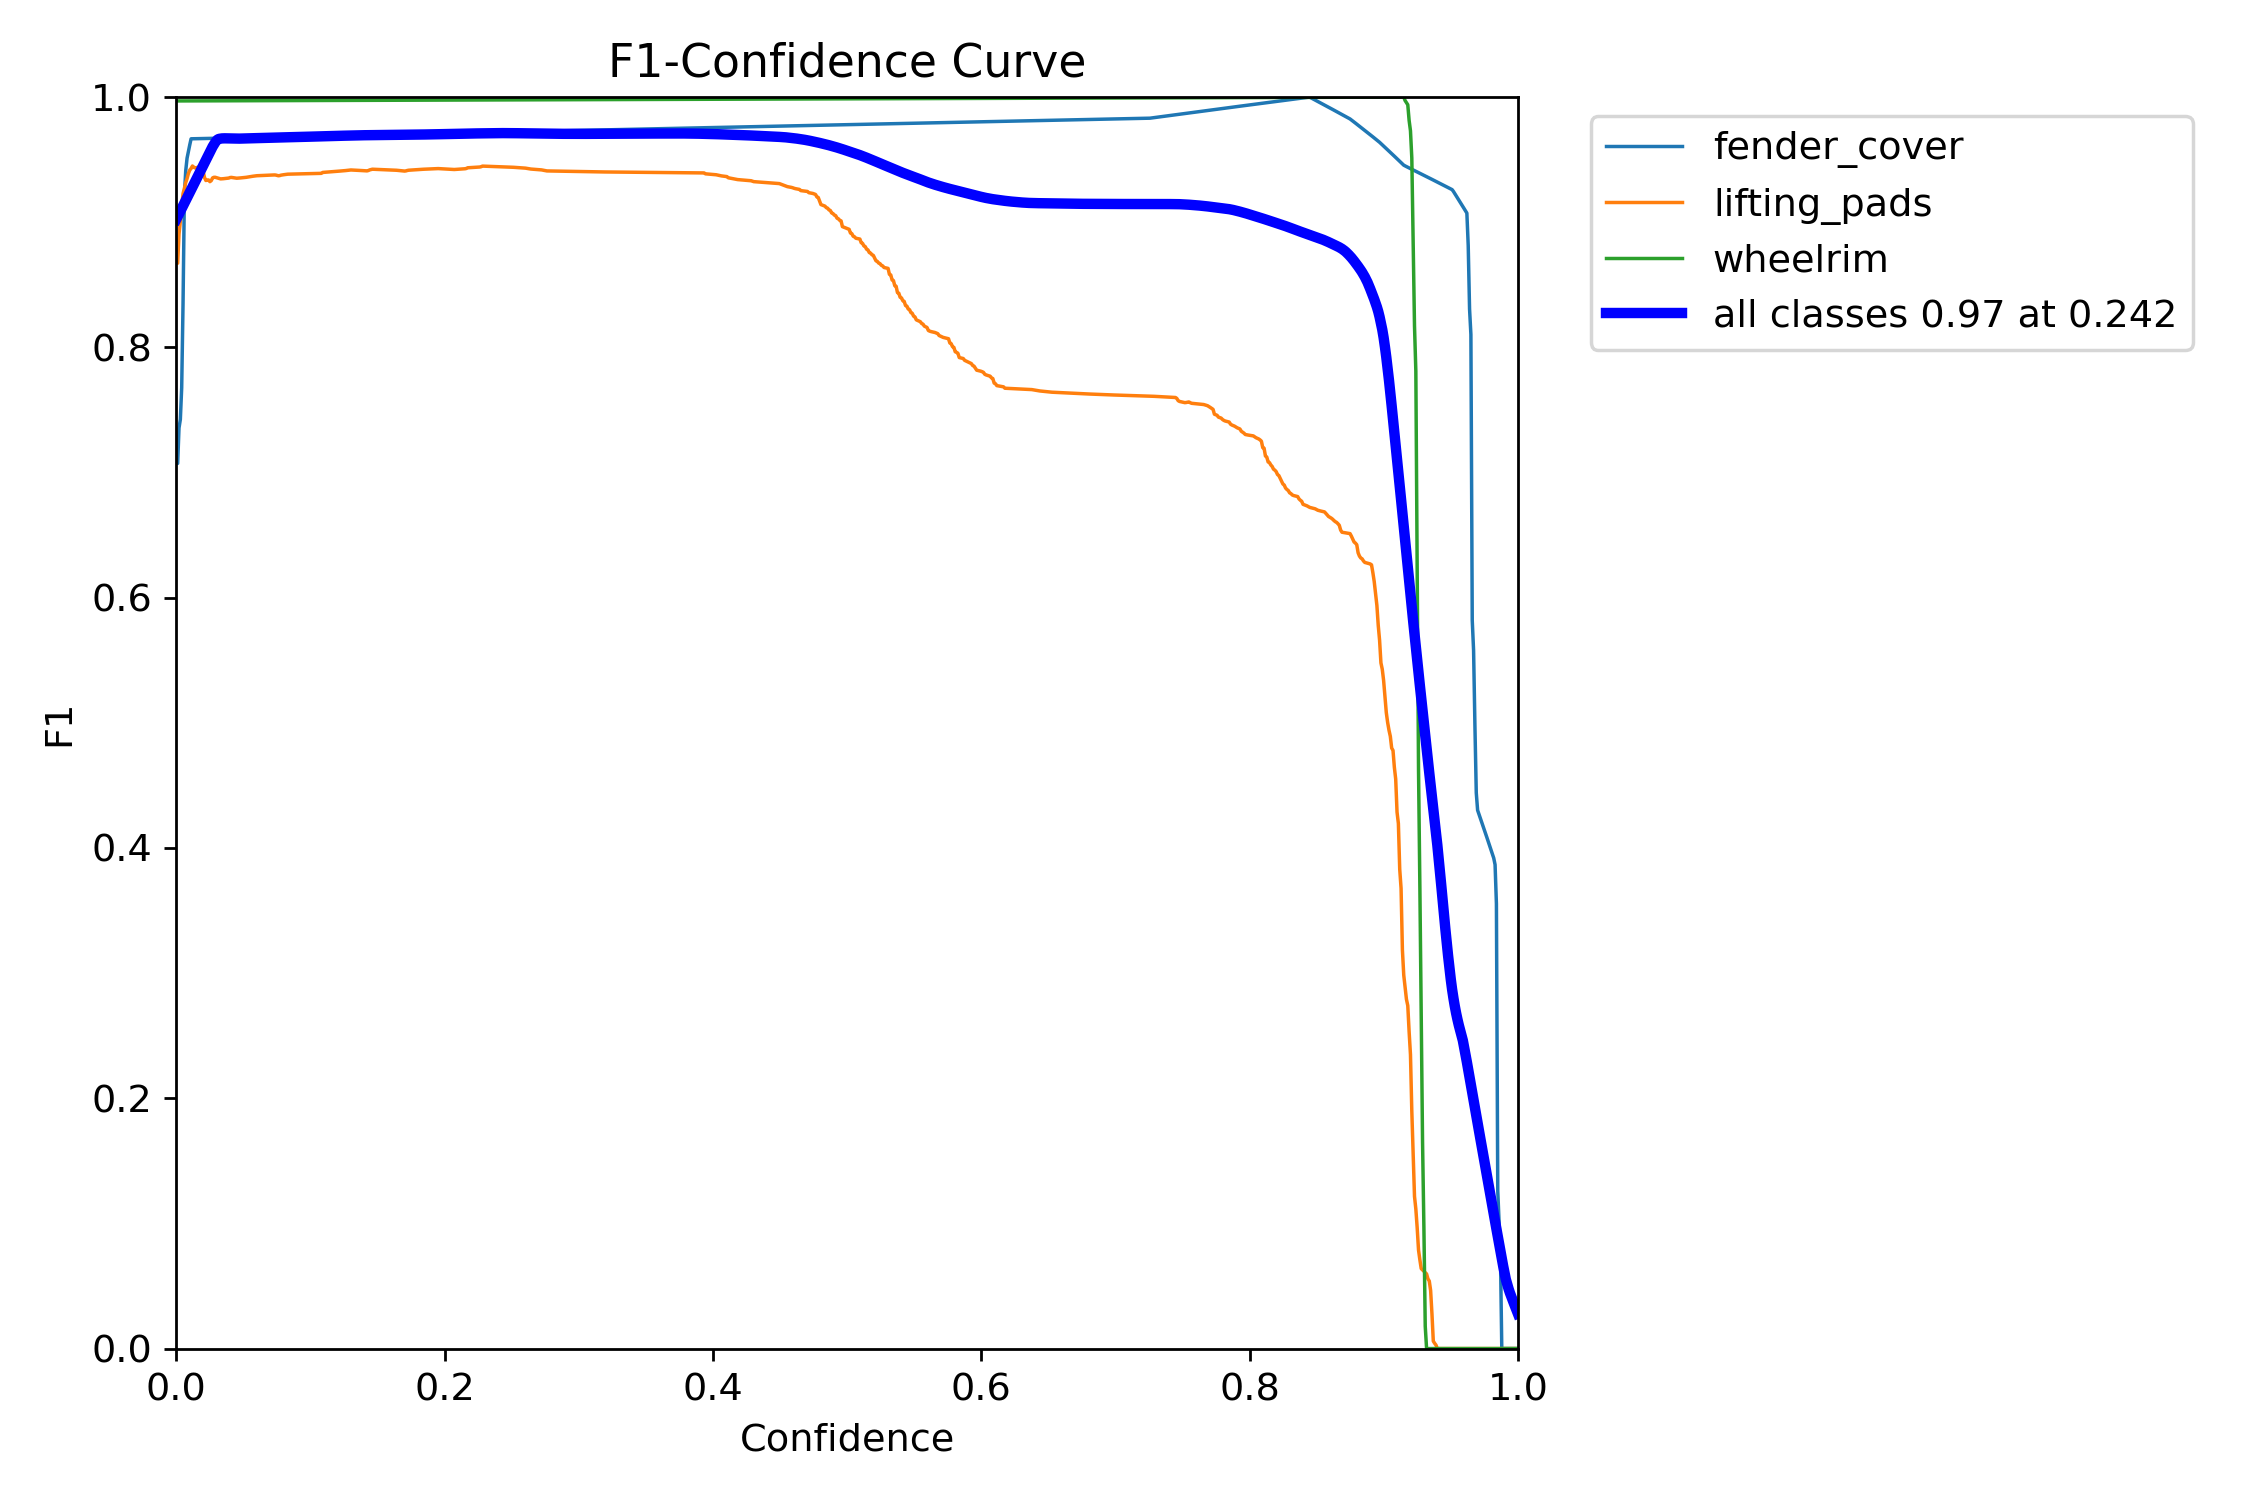 F1-Confidence Curve
1.0
0.8
0.6
0.4
0.2
0.0
F1
0.0 0.2 0.4 0.6 0.8 1.0
Confidence
fender_cover
lifting_pads
wheelrim
all classes 0.97 at 0.242